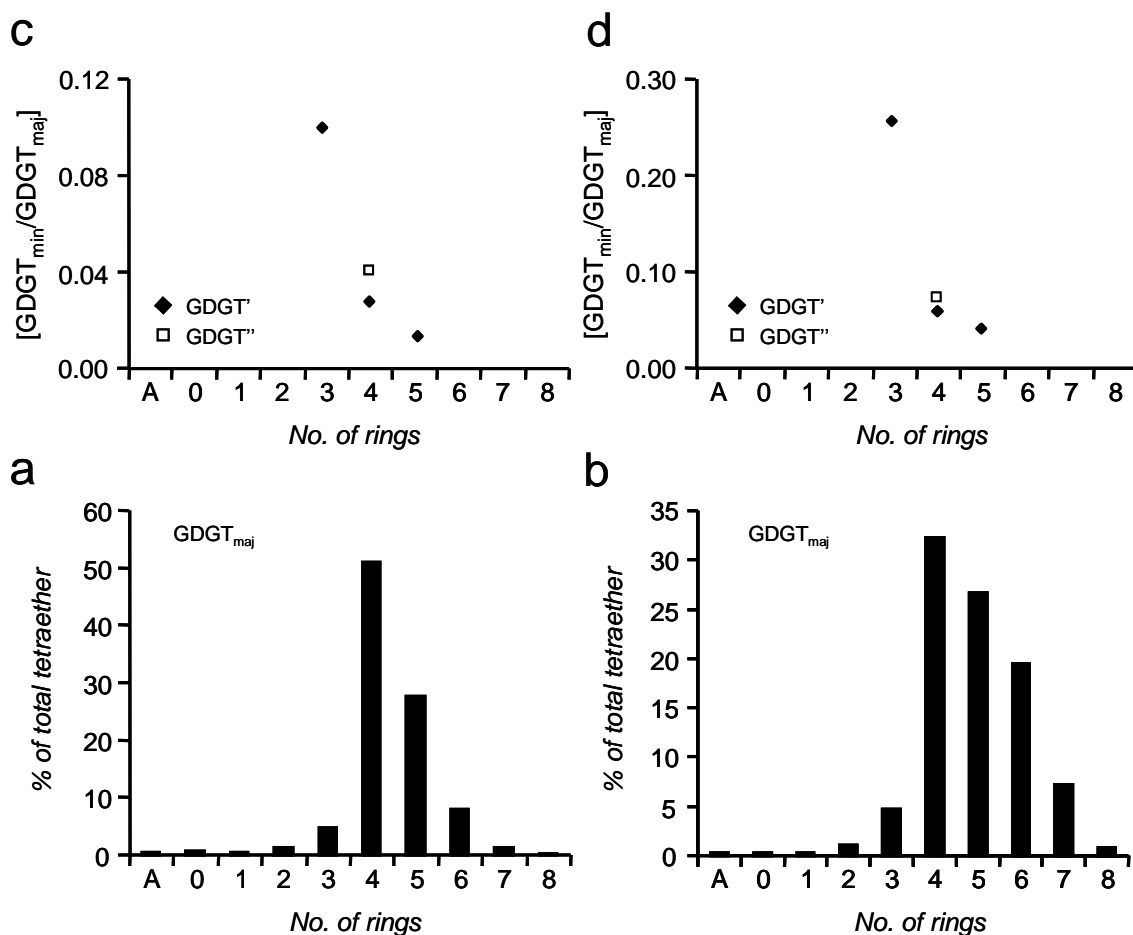 c
0.12
0.08
0.04
0.00
[GDGTmin/GDGTmaj]
GDGT'
GDGT''
A 0 1 2 3 4 5 6 7 8
No. of rings
d
0.30
0.20
0.10
0.00
[GDGTmin/GDGTmaj]
GDGT'
GDGT''
A 0 1 2 3 4 5 6 7 8
No. of rings
a
60
50
40
30
20
10
0
% of total tetraether
GDGTmaj
A 0 1 2 3 4 5 6 7 8
No. of rings
b
35
30
25
20
15
10
5
0
% of total tetraether
GDGTmaj
A 0 1 2 3 4 5 6 7 8
No. of rings